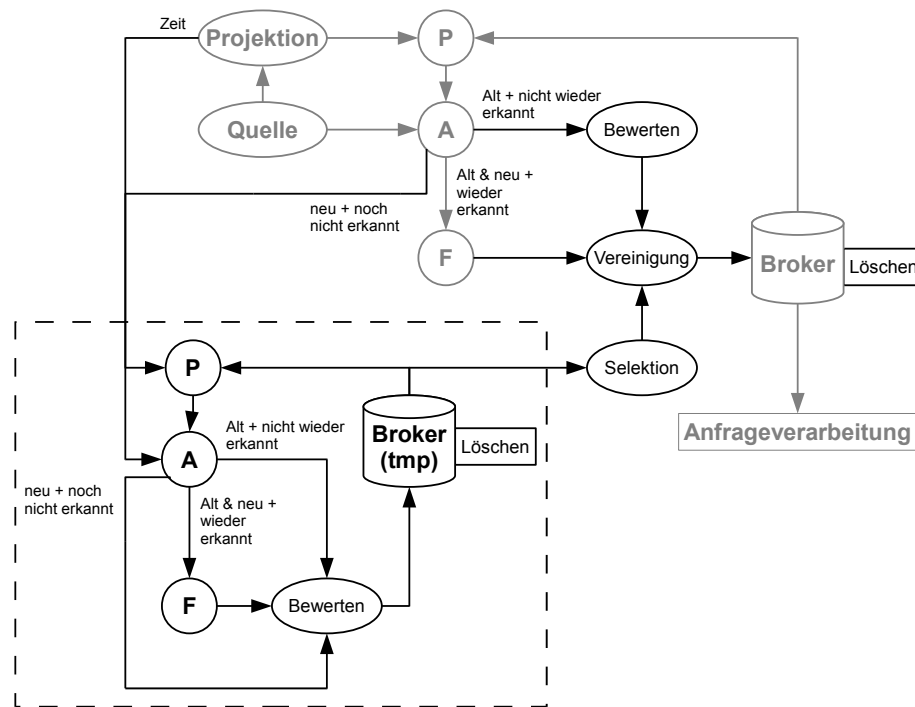 Zeit
Projektion
P
Alt + nicht wieder
erkannt
Quelle
A
Bewerten
Alt & neu +
wieder
erkannt
neu + noch
nicht erkannt
F
Vereinigung
Broker
Löschen
P
Selektion
Alt + nicht wieder
erkannt
Broker
(tmp)
Löschen
Anfrageverarbeitung
A
neu + noch
nicht erkannt
Alt & neu +
wieder
erkannt
F
Bewerten